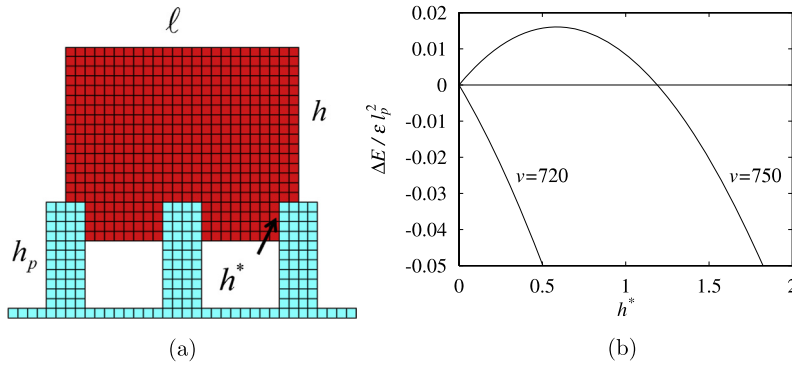 ℓ
h
h_p
h*
(a)
ΔE / ε l_p^2
0.02
0.01
0
-0.01
-0.02
-0.03
-0.04
-0.05
v=720
v=750
0 0.5 1 1.5 2
h*
(b)